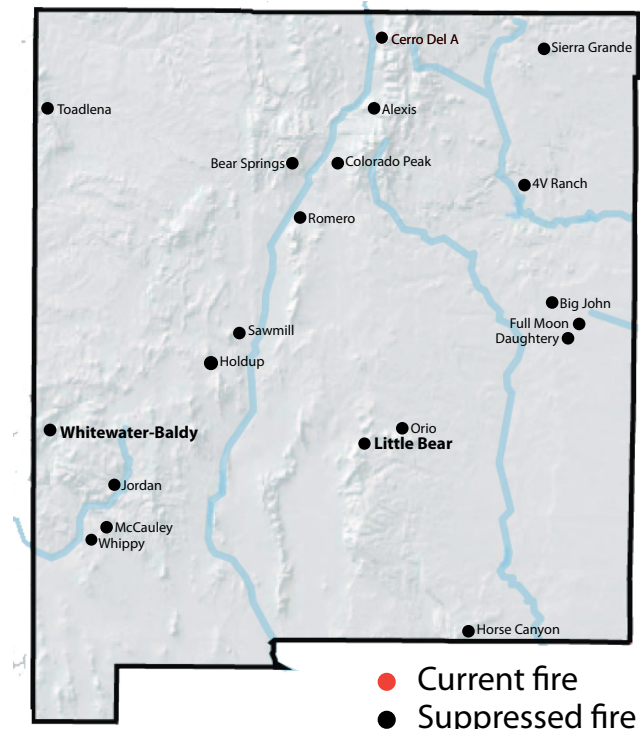 Cerro Del A
Sierra Grande
Toadlena
Alexis
Bear Springs
Colorado Peak
4V Ranch
Romero
Big John
Full Moon
Daughtery
Sawmill
Holdup
Orio
Whitewater-Baldy
Little Bear
Jordan
McCauley
Whippy
Horse Canyon
Current fire
Suppressed fire